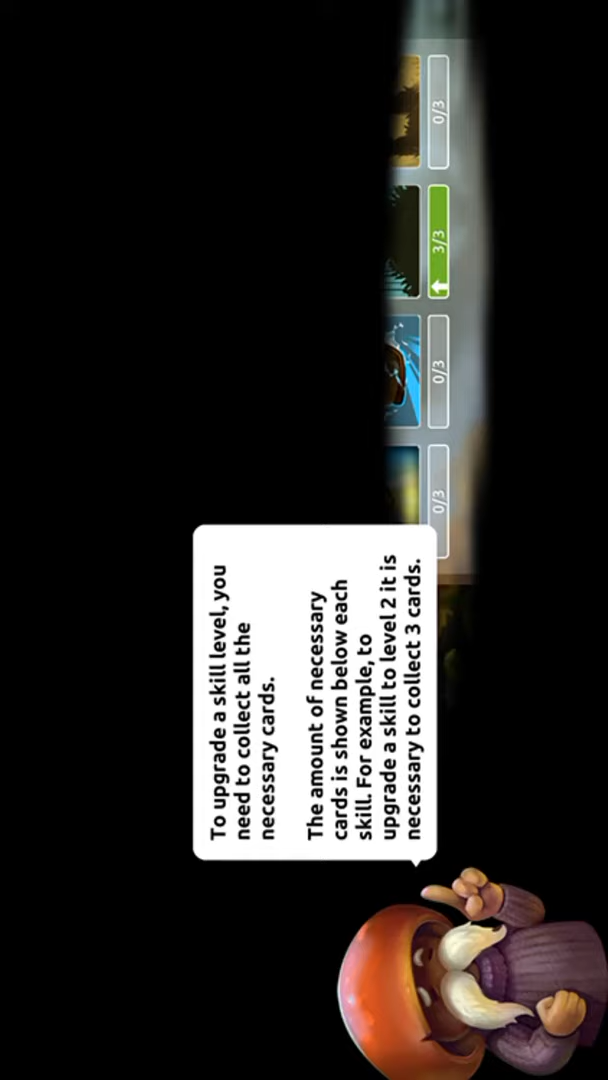 To upgrade a skill level, you
need to collect all the
necessary cards.
The amount of necessary
cards is shown below each
skill. For example, to
upgrade a skill to level 2 it is
necessary to collect 3 cards.
0/3
0/3
3/3
0/3